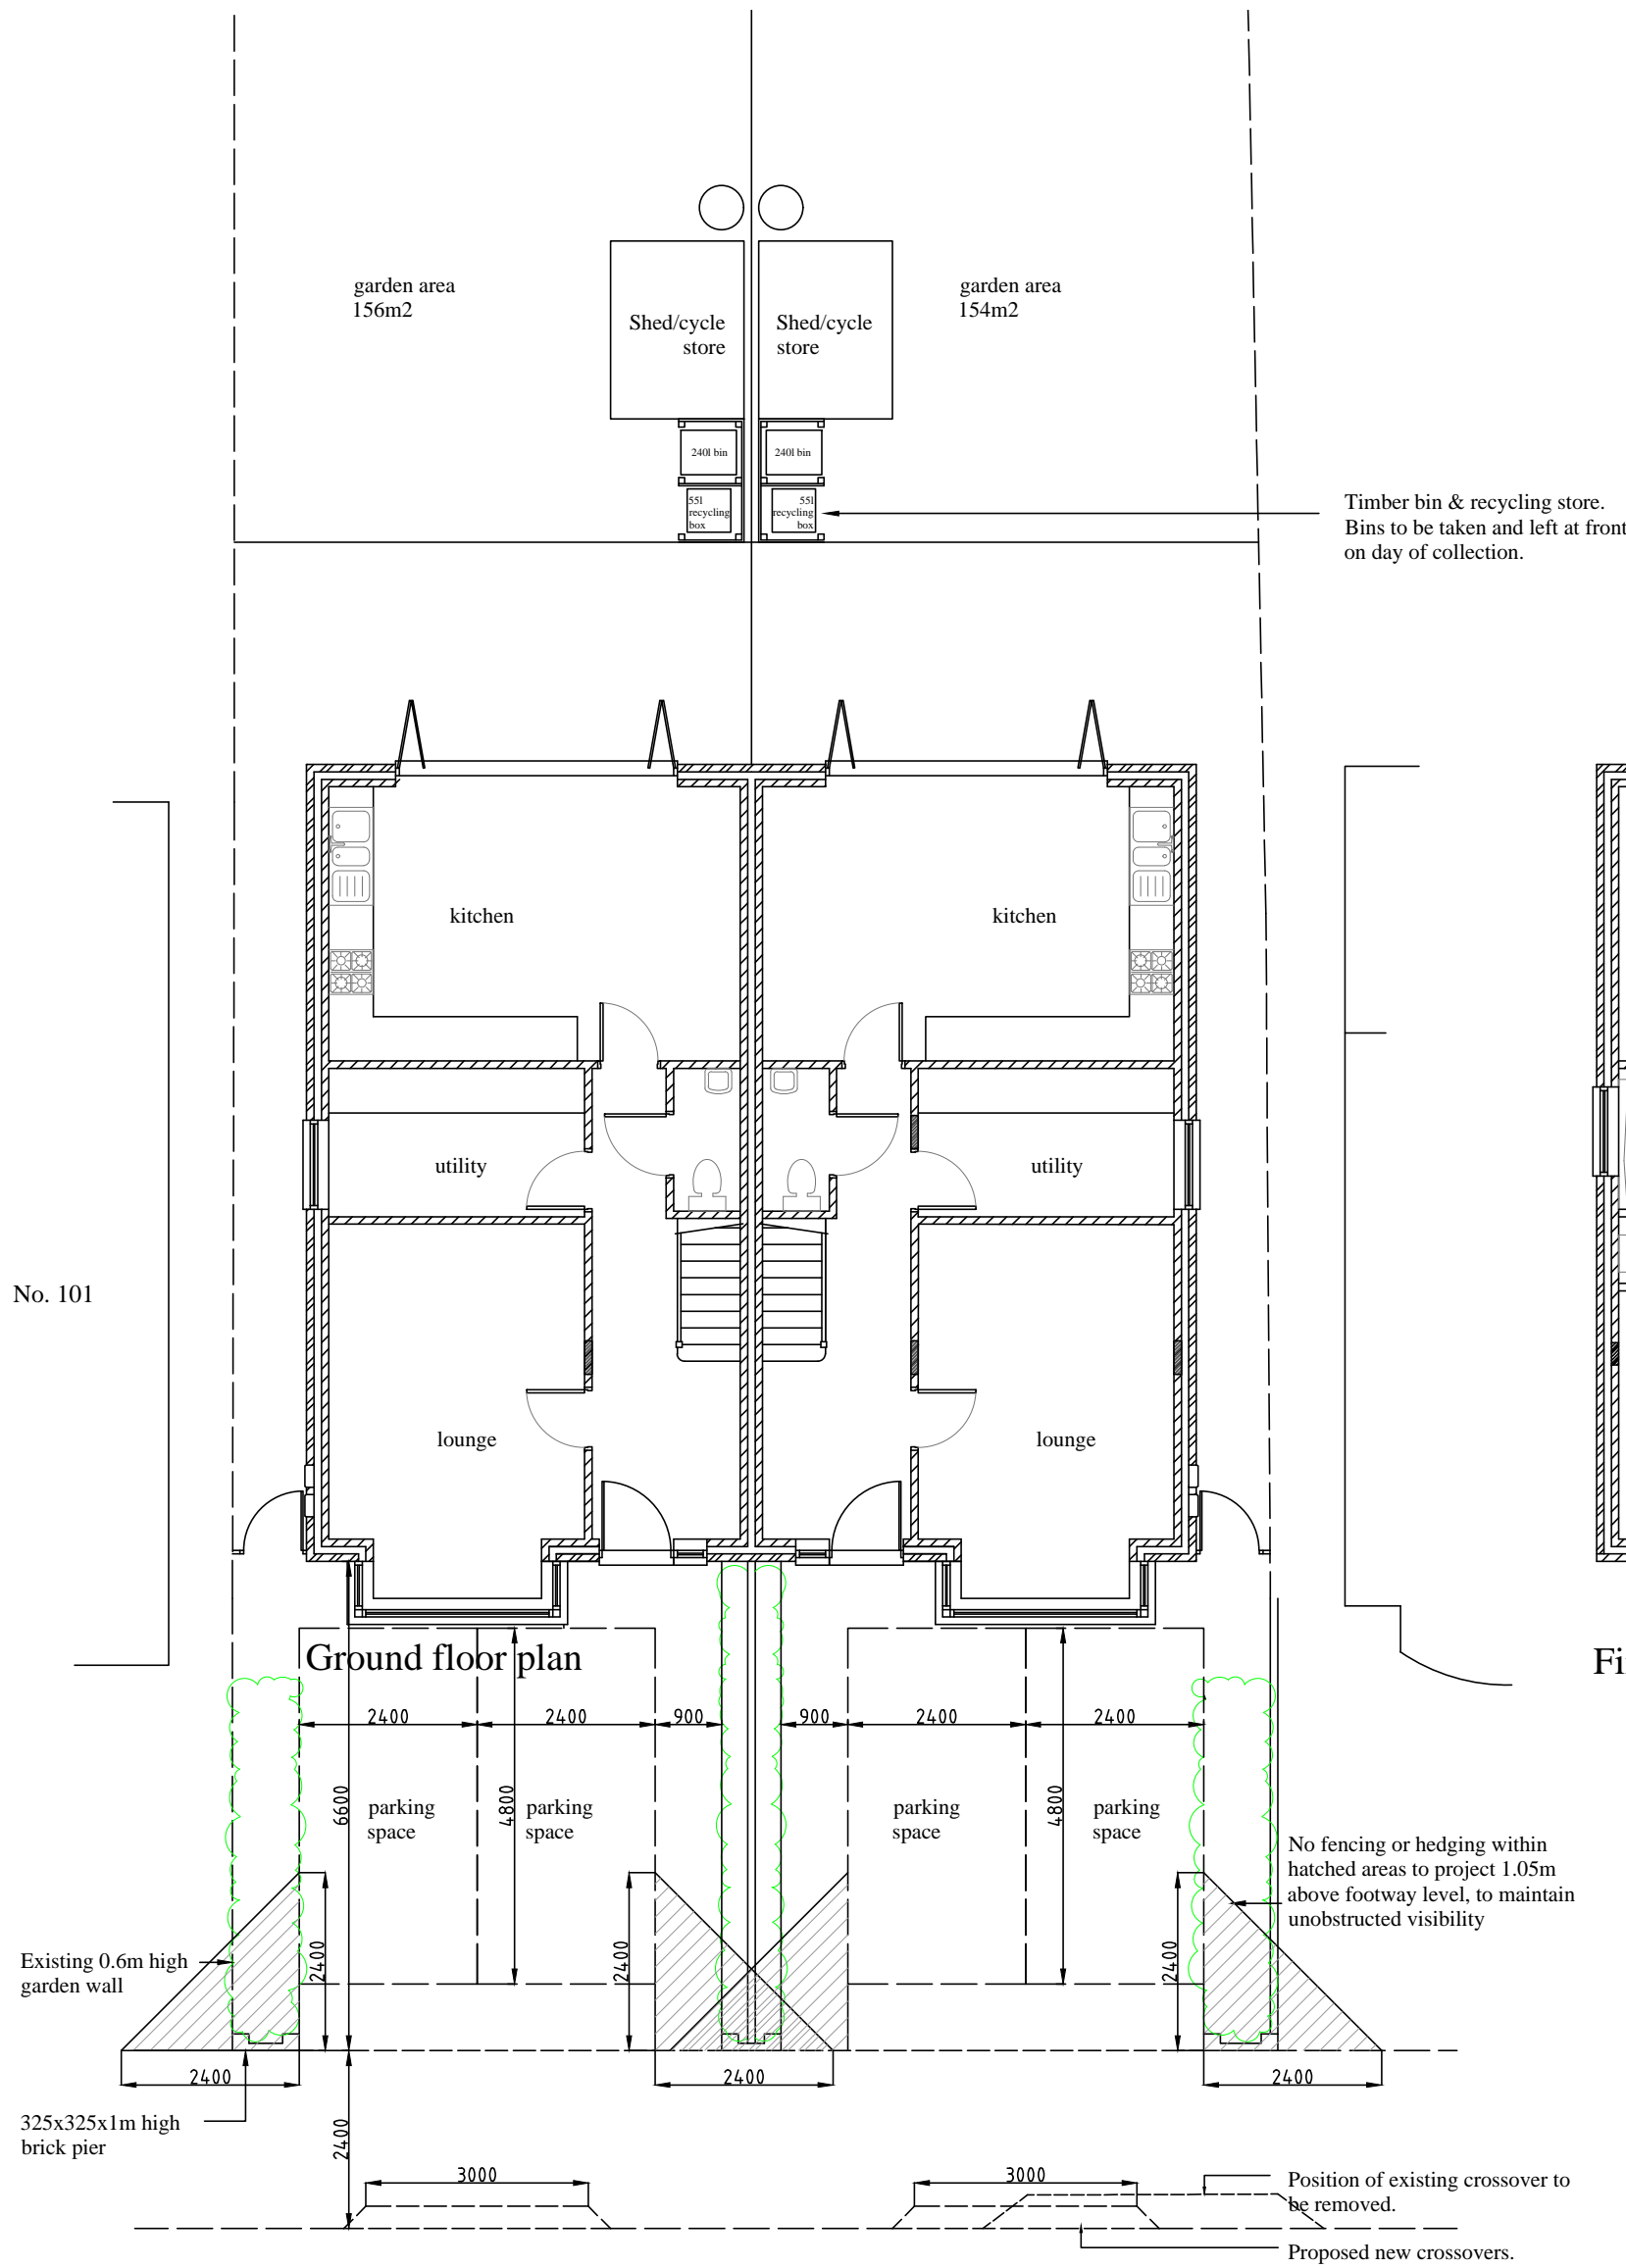 garden area
156m2
garden area
154m2
Shed/cycle
store
Shed/cycle
store
240l bin
240l bin
55l
recycling
box
55l
recycling
box
Timber bin & recycling store.
Bins to be taken and left at front
on day of collection.
kitchen
kitchen
utility
utility
No. 101
lounge
lounge
Ground floor plan
Fi
2400
2400
900
900
2400
2400
6600
4800
4800
parking
space
parking
space
parking
space
parking
space
No fencing or hedging within
hatched areas to project 1.05m
above footway level, to maintain
unobstructed visibility
Existing 0.6m high
garden wall
2400
2400
2400
2400
2400
2400
325x325x1m high
brick pier
2400
3000
3000
Position of existing crossover to
be removed.
Proposed new crossovers.